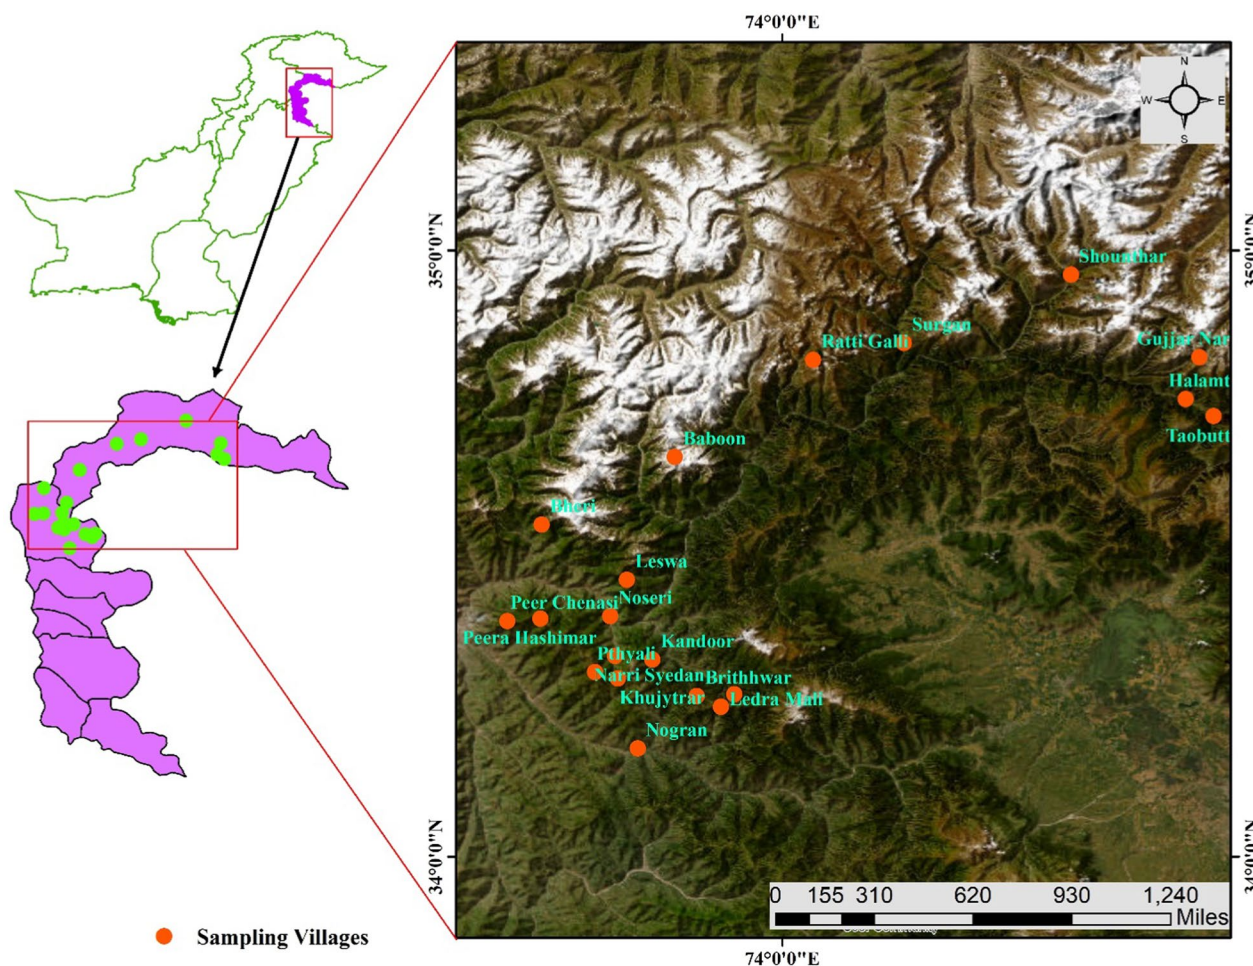 74°0'0"E
N
W E
S
35°0'0"N
35°0'0"N
Shounthar
Surgan
Ratti Galli
Gujjar Nar
Halamt
Taobutt
Baboon
Bheri
Leswa
Noseri
Peer Chenasi
Peera Hashimar
Kandoor
Pthyali
Narri Syedan
Brithhwar
Khujytrar
Ledra Mali
Nogran
34°0'0"N
34°0'0"N
0 155 310 620 930 1,240
Miles
Sampling Villages
74°0'0"E